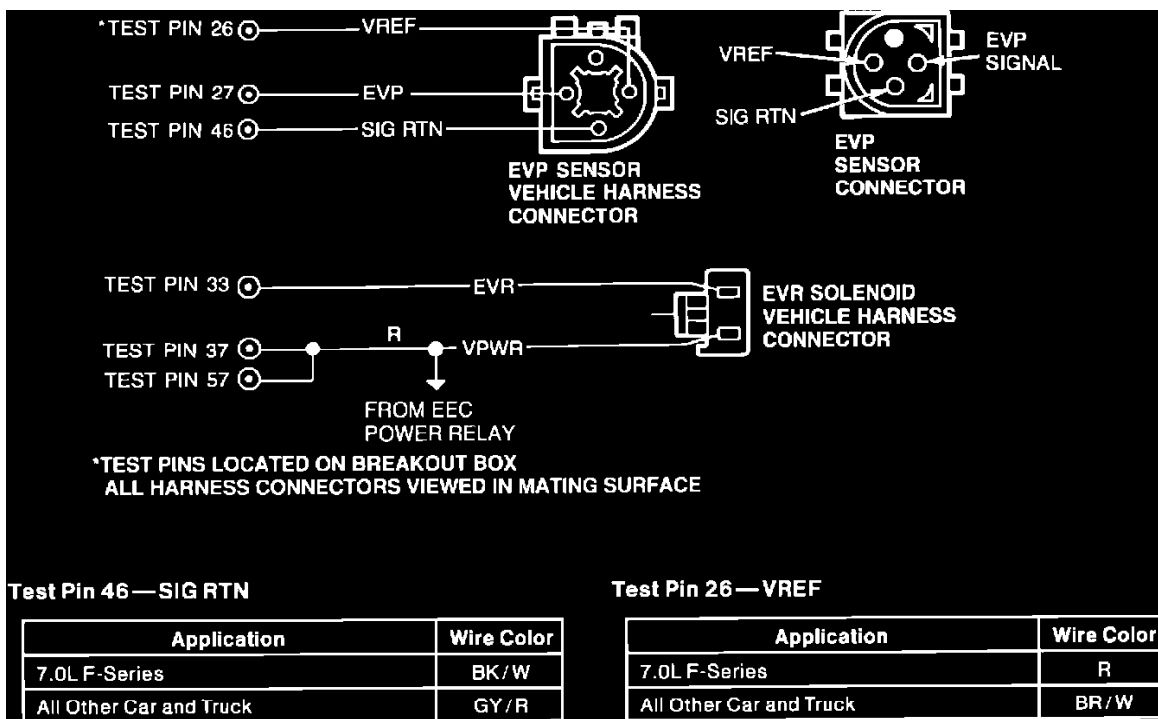 *TEST PIN 26 VREF
TEST PIN 27 EVP
TEST PIN 46 SIG RTN
EVP SENSOR
VEHICLE HARNESS
CONNECTOR
VREF
EVP
SIGNAL
SIG RTN
EVP
SENSOR
CONNECTOR
TEST PIN 33 EVR
TEST PIN 37 R VPWR
TEST PIN 57
EVR SOLENOID
VEHICLE HARNESS
CONNECTOR
FROM EEC
POWER RELAY
*TEST PINS LOCATED ON BREAKOUT BOX
ALL HARNESS CONNECTORS VIEWED IN MATING SURFACE
Test Pin 46—SIG RTN
Application Wire Color
7.0L F-Series BK/W
All Other Car and Truck GY/R
Test Pin 26—VREF
Application Wire Color
7.0L F-Series R
All Other Car and Truck BR/W